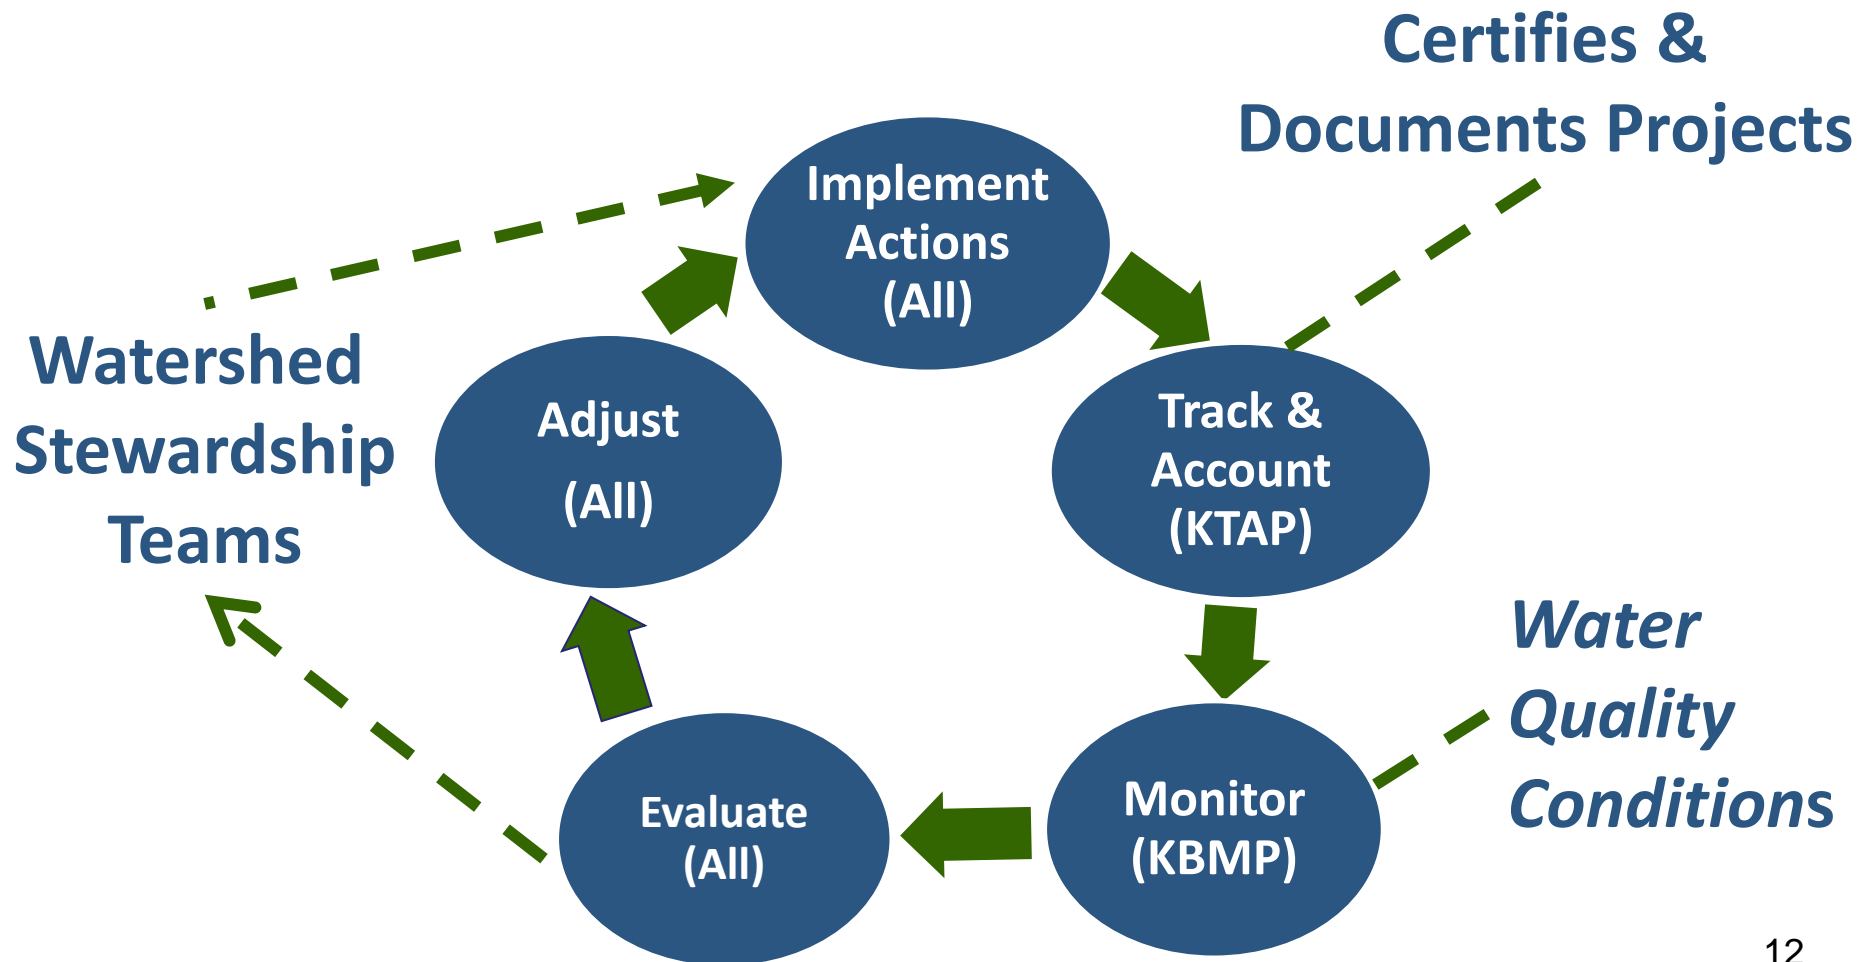 Certifies &
Documents Projects
Implement
Actions
(All)
Watershed
Stewardship
Teams
Adjust
(All)
Track &
Account
(KTAP)
Water
Quality
Conditions
Monitor
(KBMP)
Evaluate
(All)
12